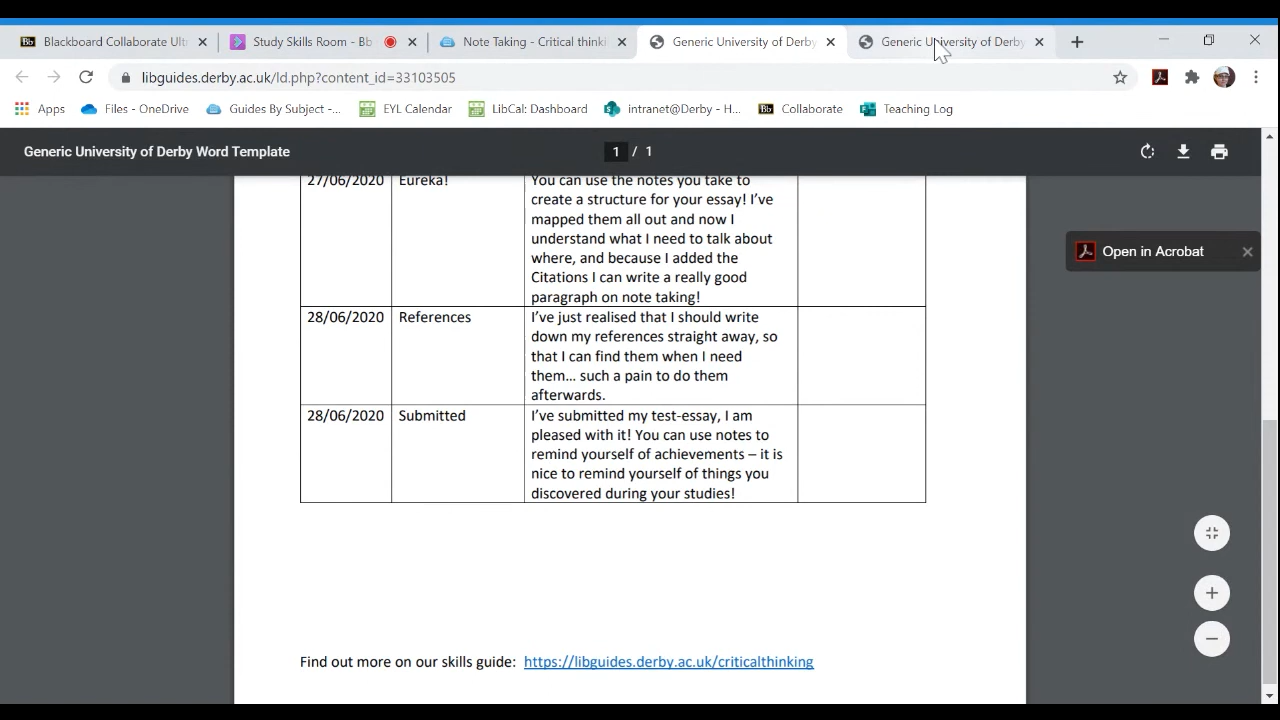 Blackboard Collaborate Ult
Study Skills Room - Bb
Note Taking - Critical thinki
Generic University of Derby
Generic University of Derby
libguides.derby.ac.uk/ld.php?content_id=33103505
Apps
Files - OneDrive
Guides By Subject -...
EYL Calendar
LibCal: Dashboard
intranet@Derby - H...
Bb
Collaborate
Teaching Log
Generic University of Derby Word Template
1 / 1
27/06/2020 Eureka! You can use the notes you take to
create a structure for your essay! I've
mapped them all out and now I
understand what I need to talk about
where, and because I added the
Citations I can write a really good
paragraph on note taking!
28/06/2020 References I've just realised that I should write
down my references straight away, so
that I can find them when I need
them... such a pain to do them
afterwards.
28/06/2020 Submitted I've submitted my test-essay, I am
pleased with it! You can use notes to
remind yourself of achievements – it is
nice to remind yourself of things you
discovered during your studies!
Open in Acrobat
Find out more on our skills guide: https://libguides.derby.ac.uk/criticalthinking